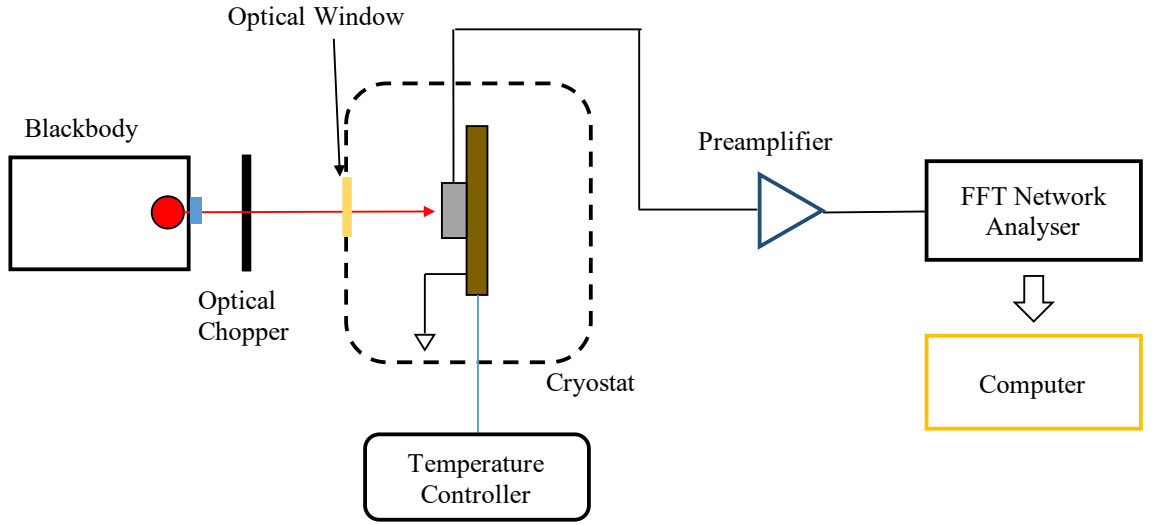 Optical Window
Blackbody
Preamplifier
FFT Network
Analyser
Optical
Chopper
Cryostat
Computer
Temperature
Controller